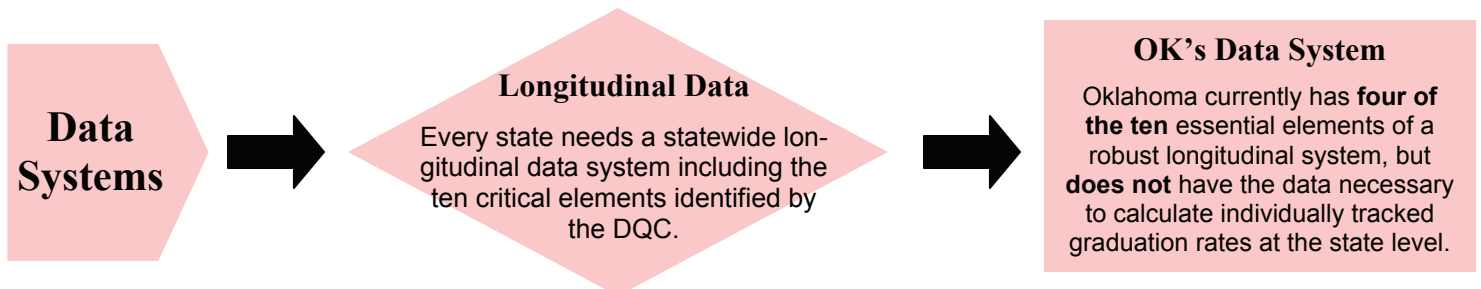 Data
Systems
Longitudinal Data
Every state needs a statewide lon-
gitudinal data system including the
ten critical elements identified by
the DQC.
OK's Data System
Oklahoma currently has four of
the ten essential elements of a
robust longitudinal system, but
does not have the data necessary
to calculate individually tracked
graduation rates at the state level.